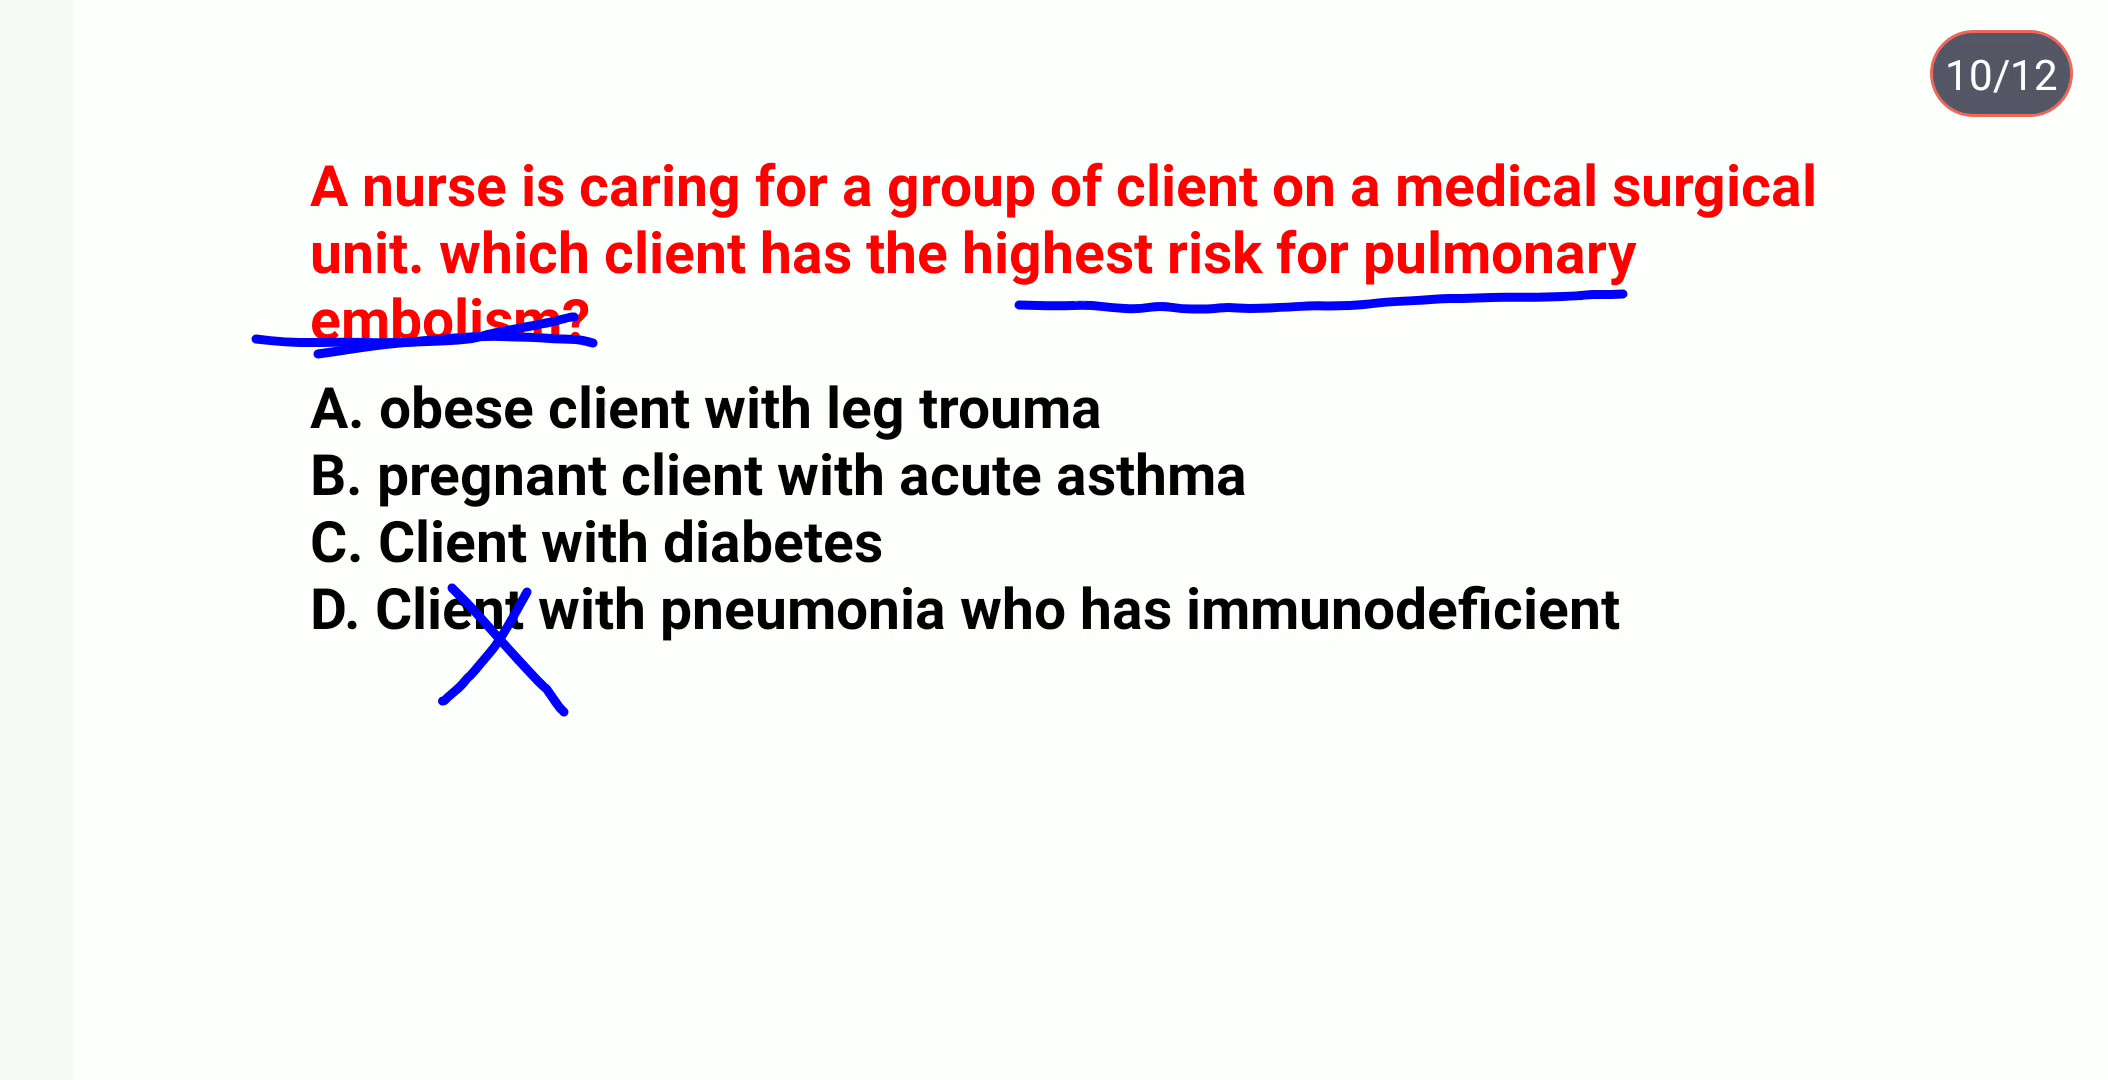 10/12
A nurse is caring for a group of client on a medical surgical
unit. which client has the highest risk for pulmonary
embolism?
A. obese client with leg trouma
B. pregnant client with acute asthma
C. Client with diabetes
D. Client with pneumonia who has immunodeficient